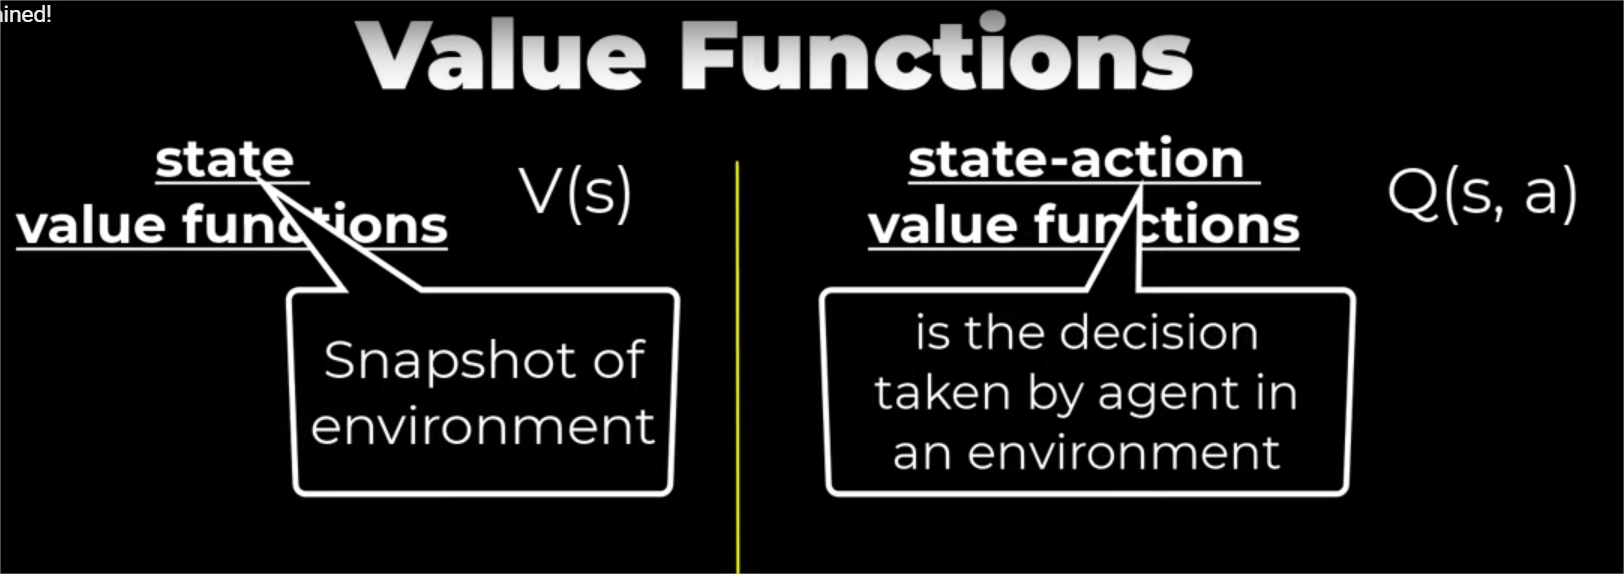 ained!
Value Functions
state
value functions
V(s)
Snapshot of
environment
state-action
value functions
Q(s, a)
is the decision
taken by agent in
an environment